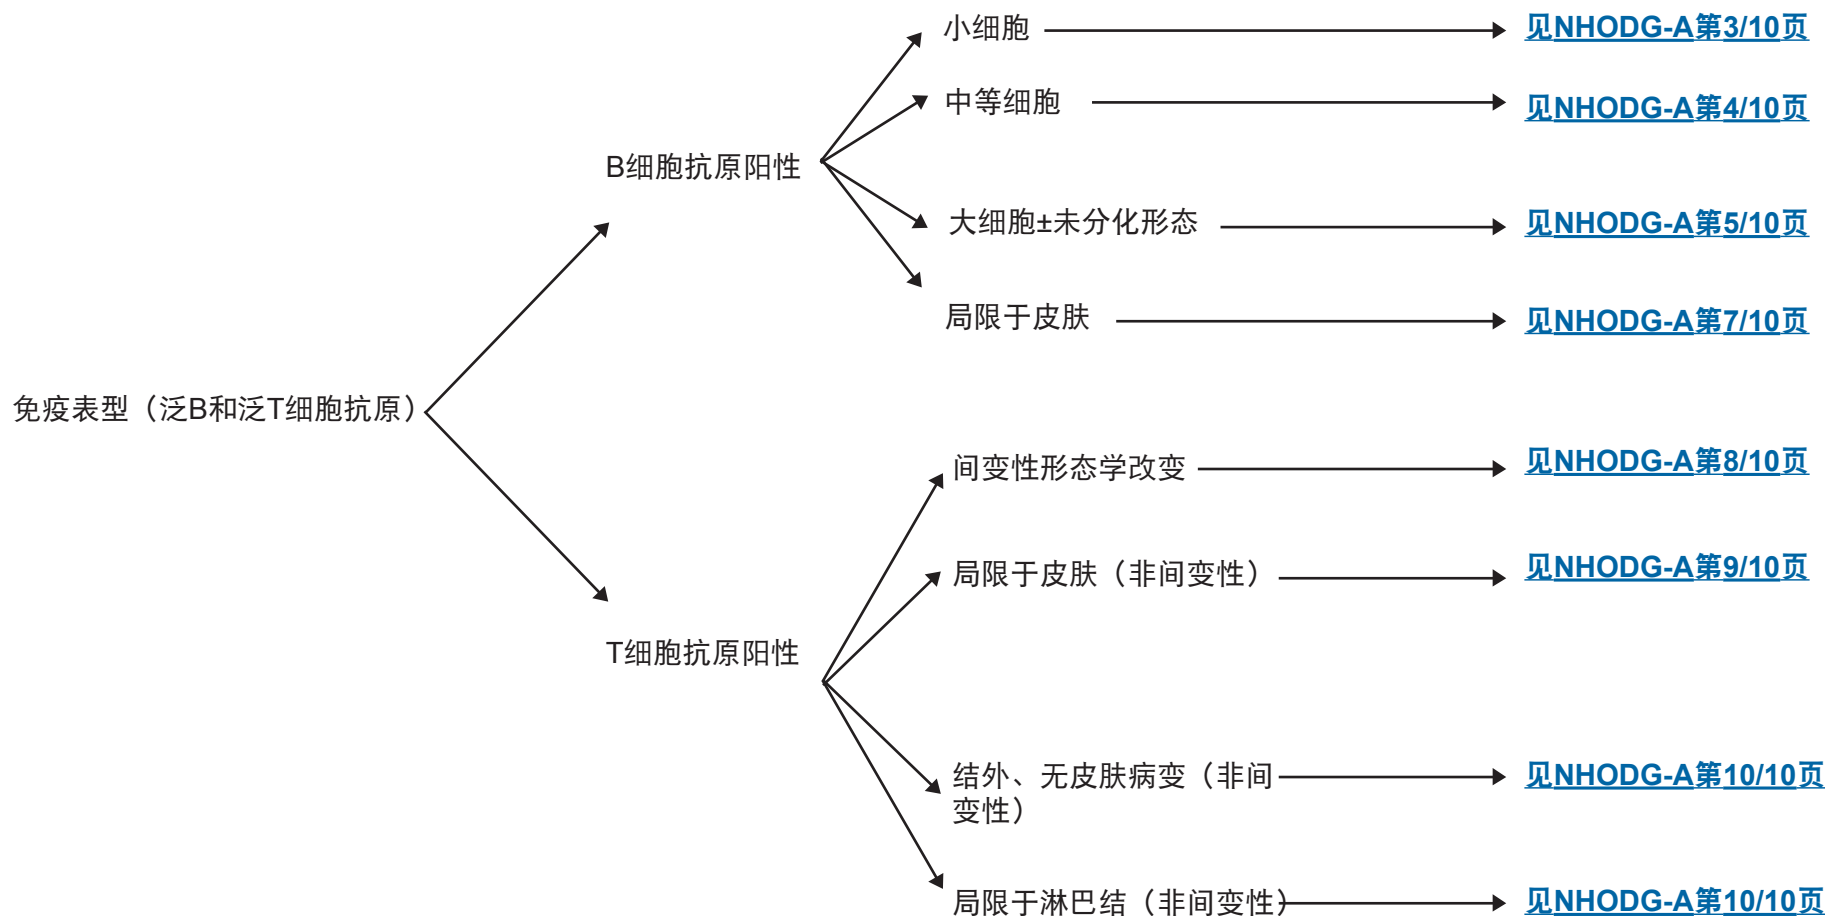 小细胞
见NHODG-A第3/10页
中等细胞
见NHODG-A第4/10页
B细胞抗原阳性
大细胞±未分化形态
见NHODG-A第5/10页
局限于皮肤
见NHODG-A第7/10页
免疫表型（泛B和泛T细胞抗原）
间变性形态学改变
见NHODG-A第8/10页
局限于皮肤（非间变性）
见NHODG-A第9/10页
T细胞抗原阳性
结外、无皮肤病变（非间
变性）
见NHODG-A第10/10页
局限于淋巴结（非间变性）
见NHODG-A第10/10页